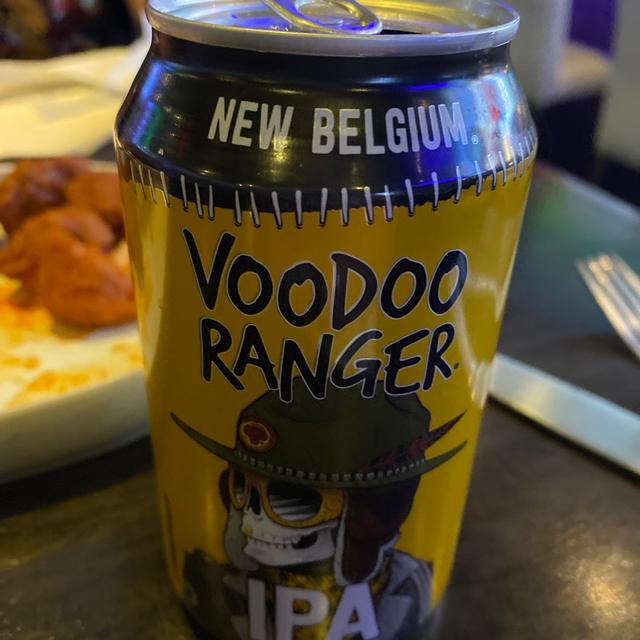 NEW BELGIUM®
VOODOO
RANGER.
IPA